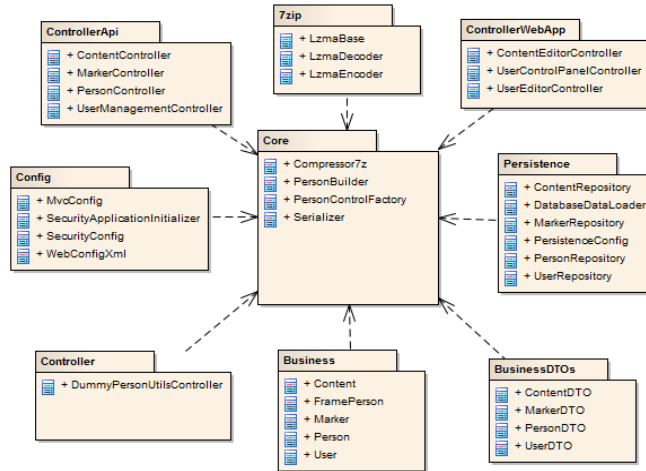 ControllerApi
+ ContentController
+ MarkerController
+ PersonController
+ UserManagementController
7zip
+ LzmaBase
+ LzmaDecoder
+ LzmaEncoder
ControllerWebApp
+ ContentEditorController
+ UserControlPanelController
+ UserEditorController
Core
+ Compressor7z
+ PersonBuilder
+ PersonControlFactory
+ Serializer
Config
+ MvcConfig
+ SecurityApplicationInitializer
+ SecurityConfig
+ WebConfigXml
Persistence
+ ContentRepository
+ DatabaseDataLoader
+ MarkerRepository
+ PersistenceConfig
+ PersonRepository
+ UserRepository
Controller
+ DummyPersonUtilsController
Business
+ Content
+ FramePerson
+ Marker
+ Person
+ User
BusinessDTOs
+ ContentDTO
+ MarkerDTO
+ PersonDTO
+ UserDTO